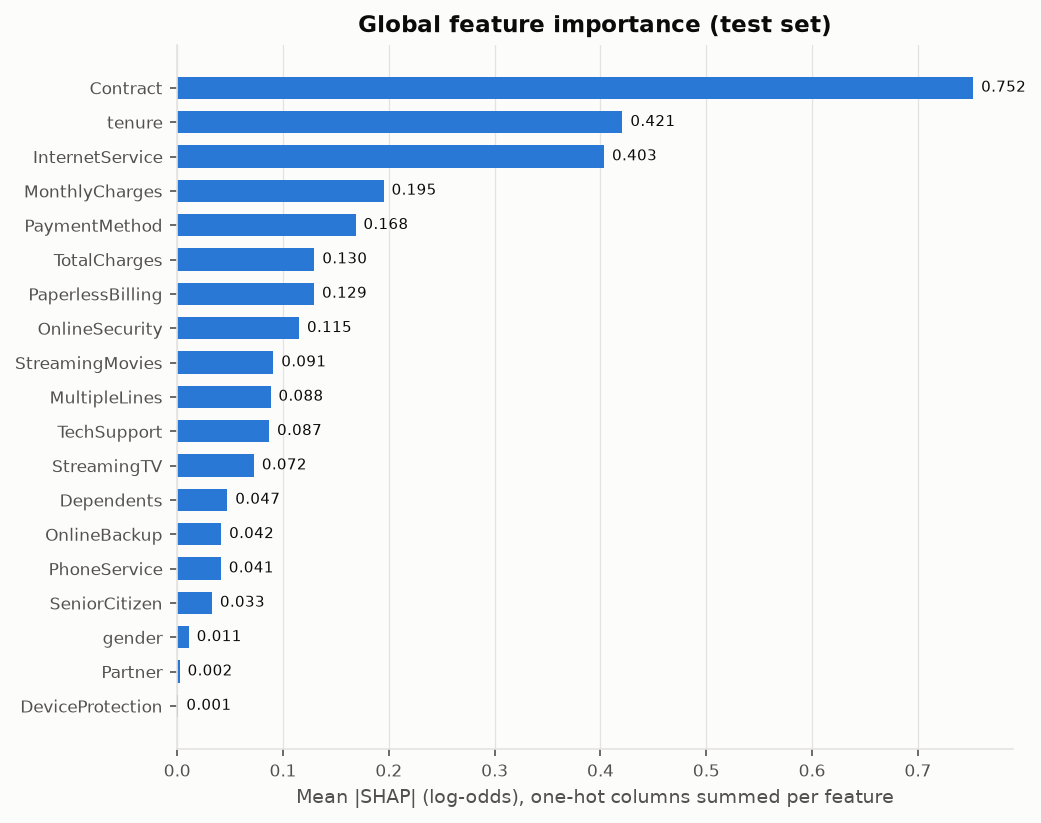 Global feature importance (test set)
Contract 0.752
tenure 0.421
InternetService 0.403
MonthlyCharges 0.195
PaymentMethod 0.168
TotalCharges 0.130
PaperlessBilling 0.129
OnlineSecurity 0.115
StreamingMovies 0.091
MultipleLines 0.088
TechSupport 0.087
StreamingTV 0.072
Dependents 0.047
OnlineBackup 0.042
PhoneService 0.041
SeniorCitizen 0.033
gender 0.011
Partner 0.002
DeviceProtection 0.001
0.0 0.1 0.2 0.3 0.4 0.5 0.6 0.7
Mean |SHAP| (log-odds), one-hot columns summed per feature